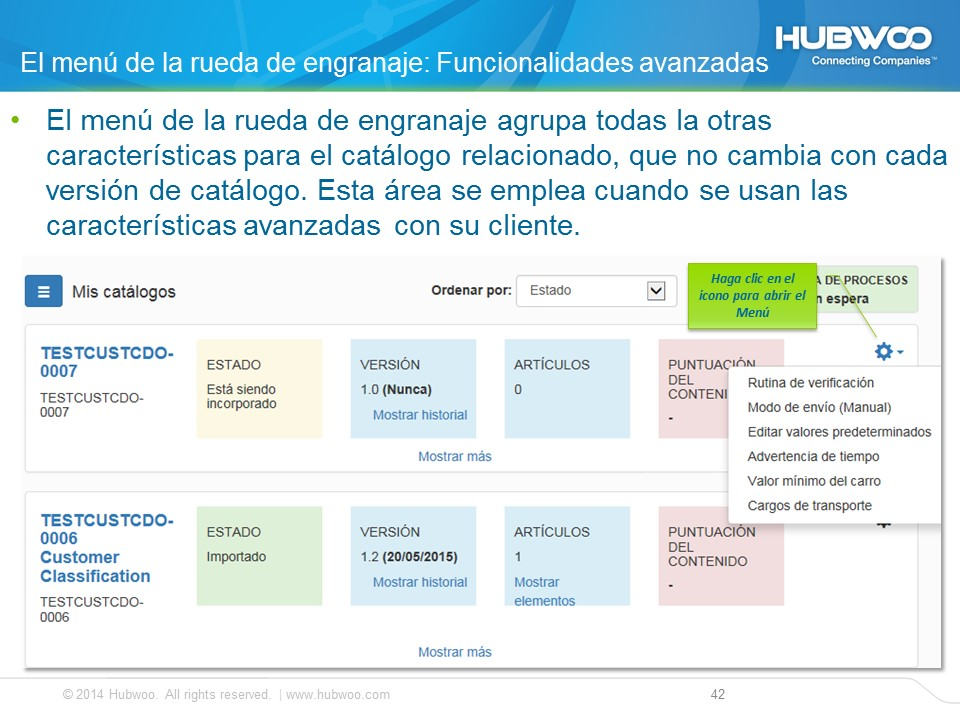 El menú de la rueda de engranaje: Funcionalidades avanzadas
HUBWOO
Connecting Companies™
• El menú de la rueda de engranaje agrupa todas la otras
características para el catálogo relacionado, que no cambia con cada
versión de catálogo. Esta área se emplea cuando se usan las
características avanzadas con su cliente.
Mis catálogos
Ordenar por:
Estado
Haga clic en el
icono para abrir el
Menú
DE PROCESOS
espera
TESTCUSTCDO-
0007
TESTCUSTCDO-
0007
ESTADO
Está siendo
incorporado
VERSIÓN
1.0 (Nunca)
Mostrar historial
ARTÍCULOS
0
PUNTUACIÓN
DEL
CONTENI
-
Mostrar más
Rutina de verificación
Modo de envío (Manual)
Editar valores predeterminados
Advertencia de tiempo
Valor mínimo del carro
Cargos de transporte
TESTCUSTCDO-
0006
Customer
Classification
TESTCUSTCDO-
0006
ESTADO
Importado
VERSIÓN
1.2 (20/05/2015)
Mostrar historial
ARTÍCULOS
1
Mostrar
elementos
PUNTUACIÓN
DEL
CONTENIDO
-
Mostrar más
© 2014 Hubwoo. All rights reserved. | www.hubwoo.com
42